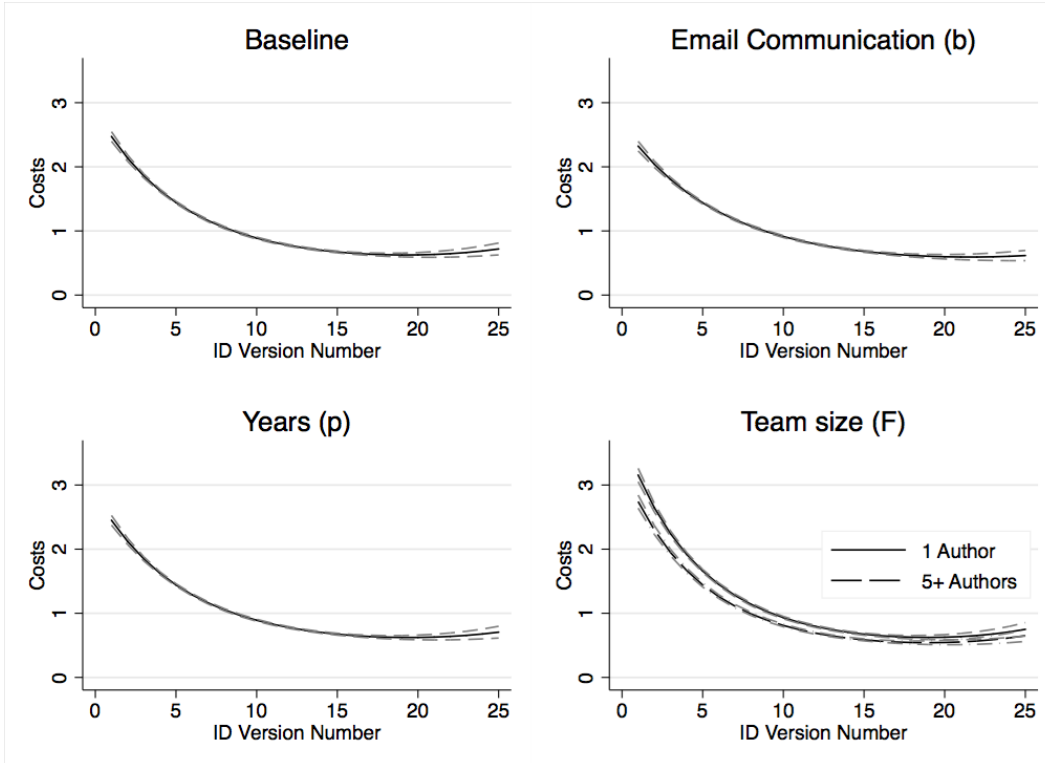 Baseline
Costs
3
2
1
0
0 5 10 15 20 25
ID Version Number
Email Communication (b)
Costs
3
2
1
0
0 5 10 15 20 25
ID Version Number
Years (p)
Costs
3
2
1
0
0 5 10 15 20 25
ID Version Number
Team size (F)
Costs
3
2
1
0
1 Author
5+ Authors
0 5 10 15 20 25
ID Version Number